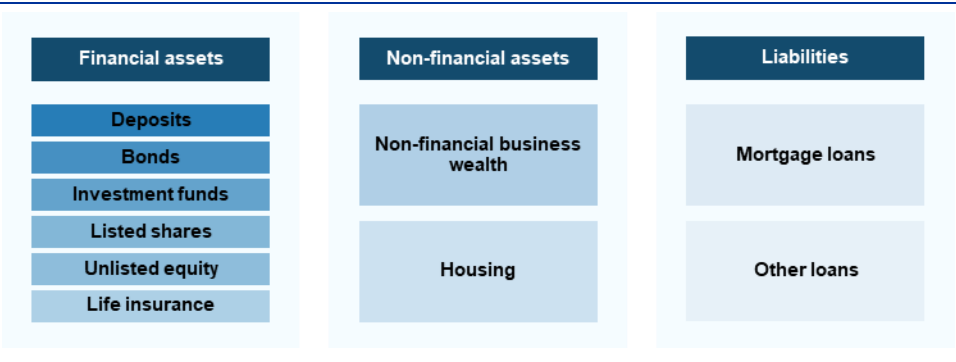 Financial assets
Deposits
Bonds
Investment funds
Listed shares
Unlisted equity
Life insurance
Non-financial assets
Non-financial business
wealth
Housing
Liabilities
Mortgage loans
Other loans